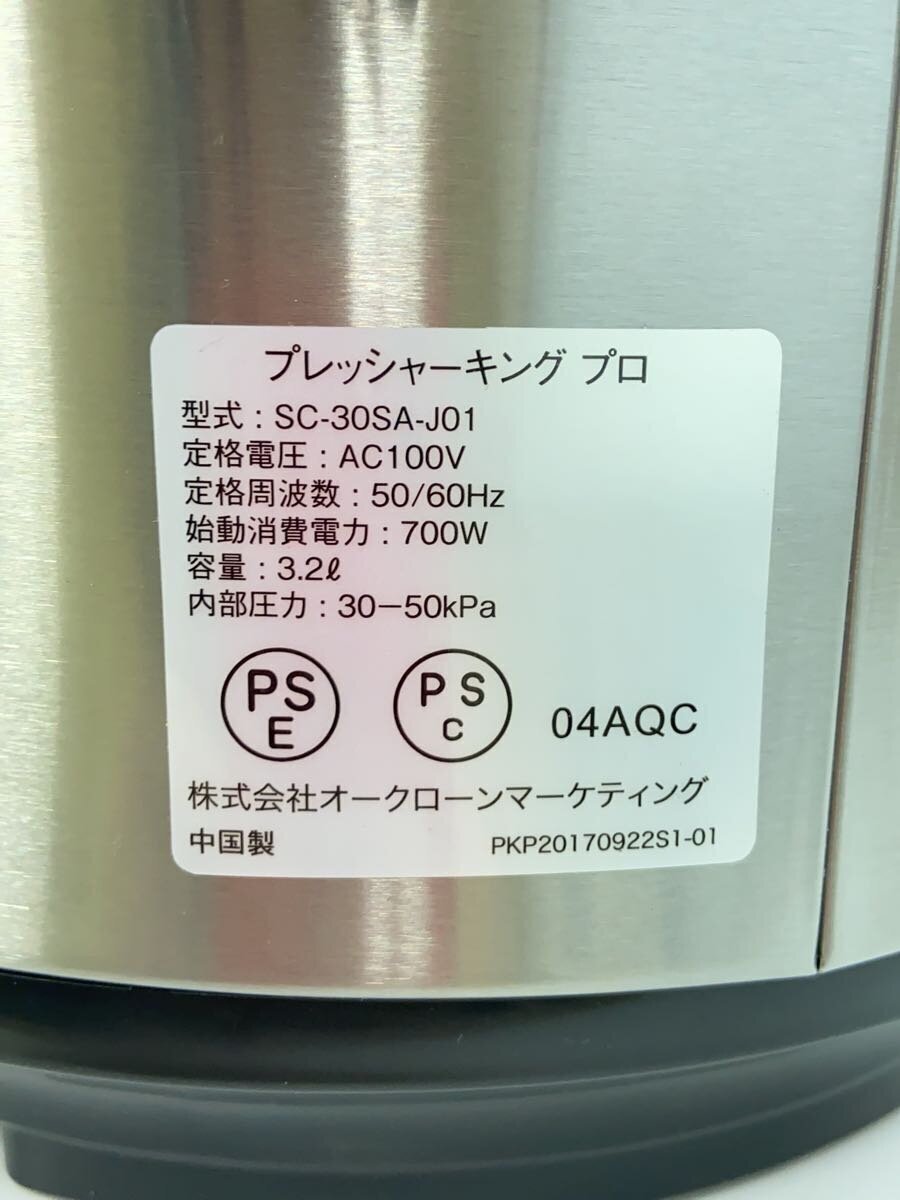 プレッシャーキング プロ
型式：SC-30SA-J01
定格電圧：AC100V
定格周波数：50/60Hz
始動消費電力：700W
容量：3.2ℓ
内部圧力：30－50kPa
PS
E
PS
C
04AQC
株式会社オークローンマーケティング
中国製 PKP20170922S1-01